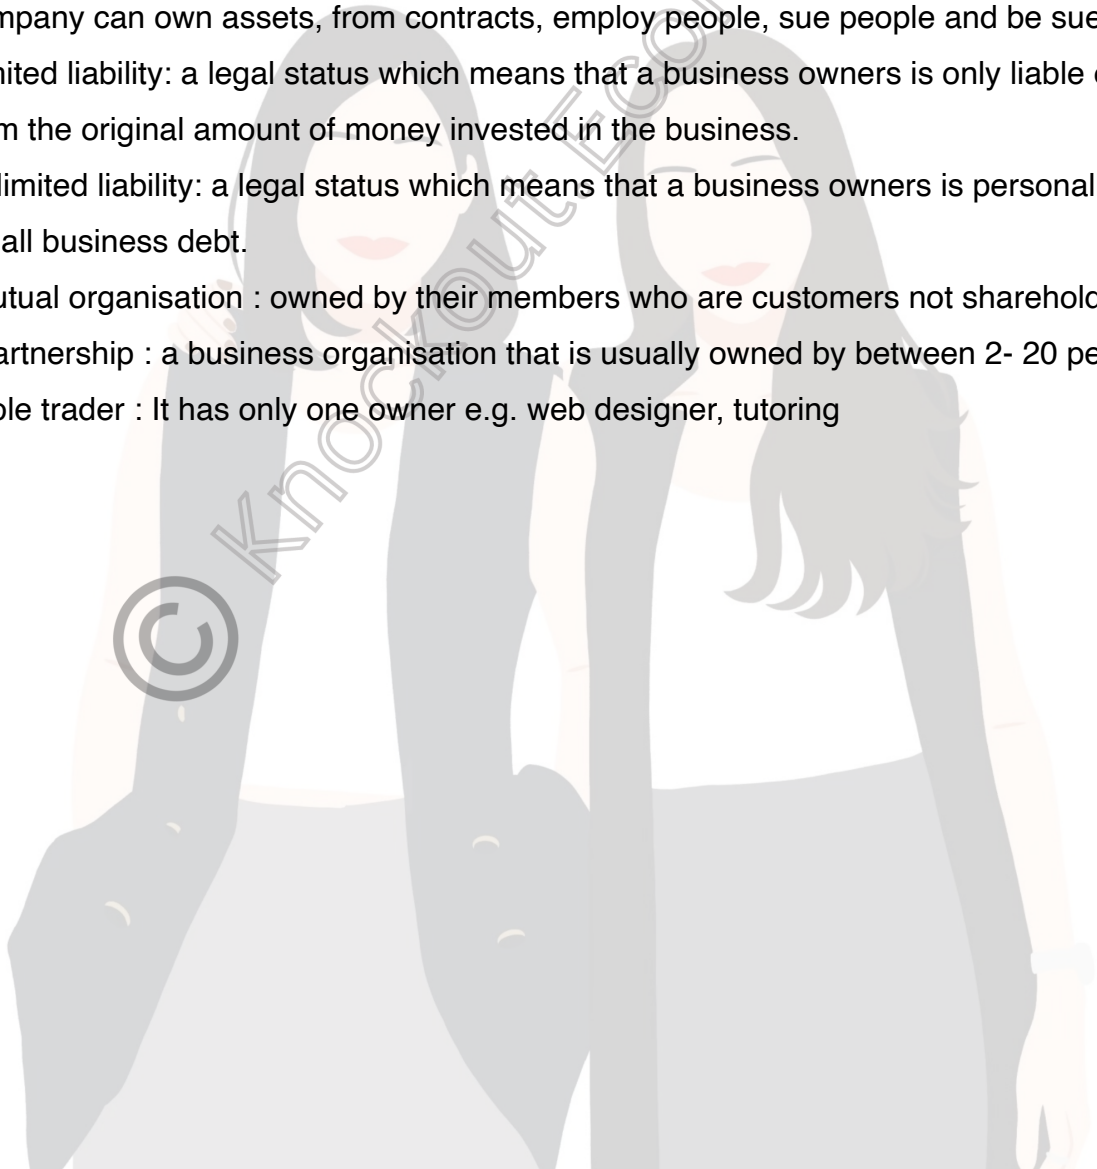 mpany can own assets, from contracts, employ people, sue people and be sue
nited liability: a legal status which means that a business owners is only liable
m the original amount of money invested in the business.
limited liability: a legal status which means that a business owners is personal
all business debt.
utual organisation : owned by their members who are customers not sharehold
artnership : a business organisation that is usually owned by between 2- 20 pe
ole trader : It has only one owner e.g. web designer, tutoring
© Knockout Eco